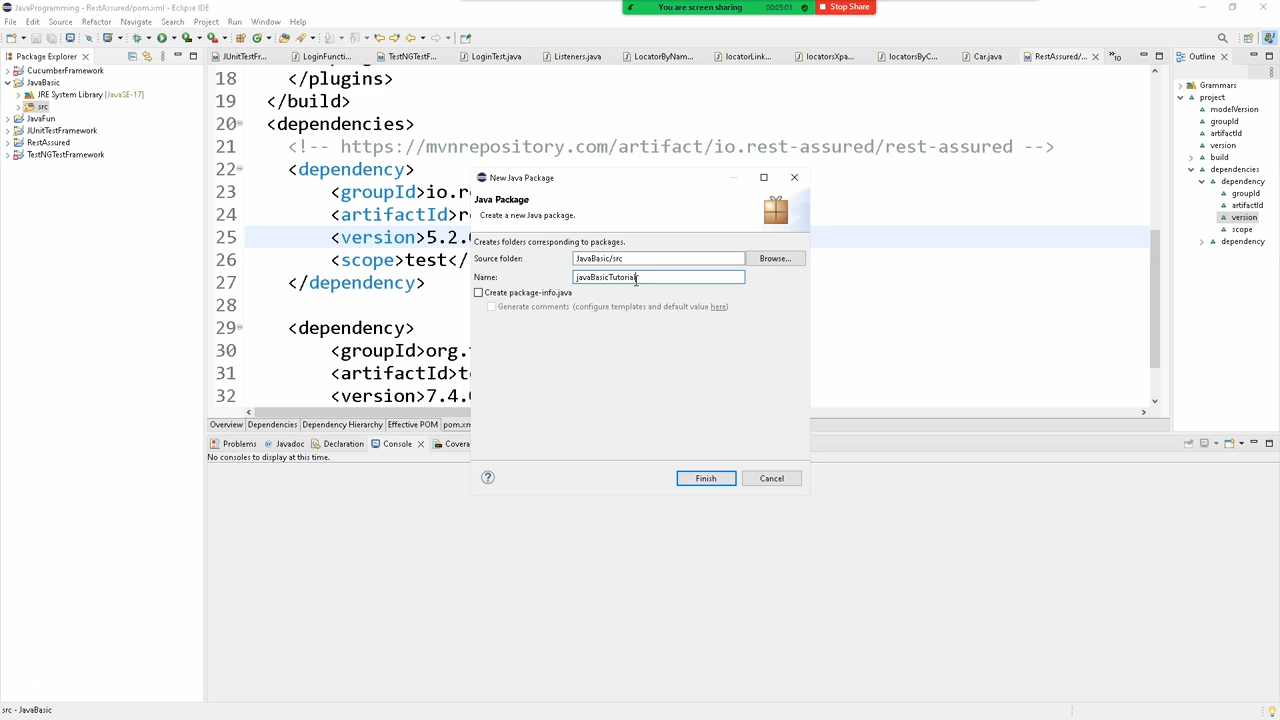 JavaProgramming - RestAssured/pom.xml - Eclipse IDE
You are screen sharing
05:05:01
Stop Share
File Edit Source Refactor Navigate Search Project Run Window Help
Package Explorer
JUnitTestFr...
LoginFuncti...
TestNGTestF...
LoginTest.java
Listeners.java
LocatorByNam...
locatorLink...
locatorsXpa...
locatorsByC...
Car.java
RestAssured/...
»10
Outline
CucumberFramework
JavaBasic
JRE System Library [JavaSE-17]
src
JavaFun
JUnitTestFramework
RestAssured
TestNGTestFramework
18 </plugins>
19 </build>
20 <dependencies>
21 <!-- https://mvnrepository.com/artifact/io.rest-assured/rest-assured -->
22 <dependency>
23 <groupId>io.r
24 <artifactId>r
25 <version>5.2.
26 <scope>test</
27 </dependency>
28
29 <dependency>
30 <groupId>org.
31 <artifactId>t
32 <version>7.4.
New Java Package
Java Package
Create a new Java package.
Creates folders corresponding to packages.
Source folder: JavaBasic/src Browse...
Name: javaBasicTutorial
Create package-info.java
Generate comments (configure templates and default value here)
? Finish Cancel
Grammars
project
modelVersion
groupId
artifactId
version
build
dependencies
dependency
groupId
artifactId
version
scope
dependency
Overview Dependencies Dependency Hierarchy Effective POM pom.xm
Problems Javadoc Declaration Console Covera
No consoles to display at this time.
src - JavaBasic